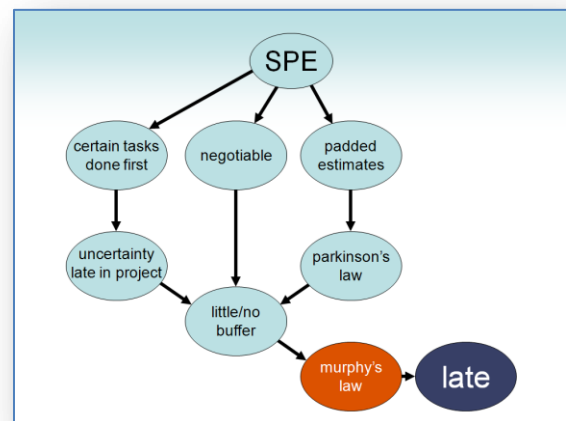 SPE
certain tasks
done first
negotiable
padded
estimates
uncertainty
late in project
parkinson's
law
little/no
buffer
murphy's
law
late